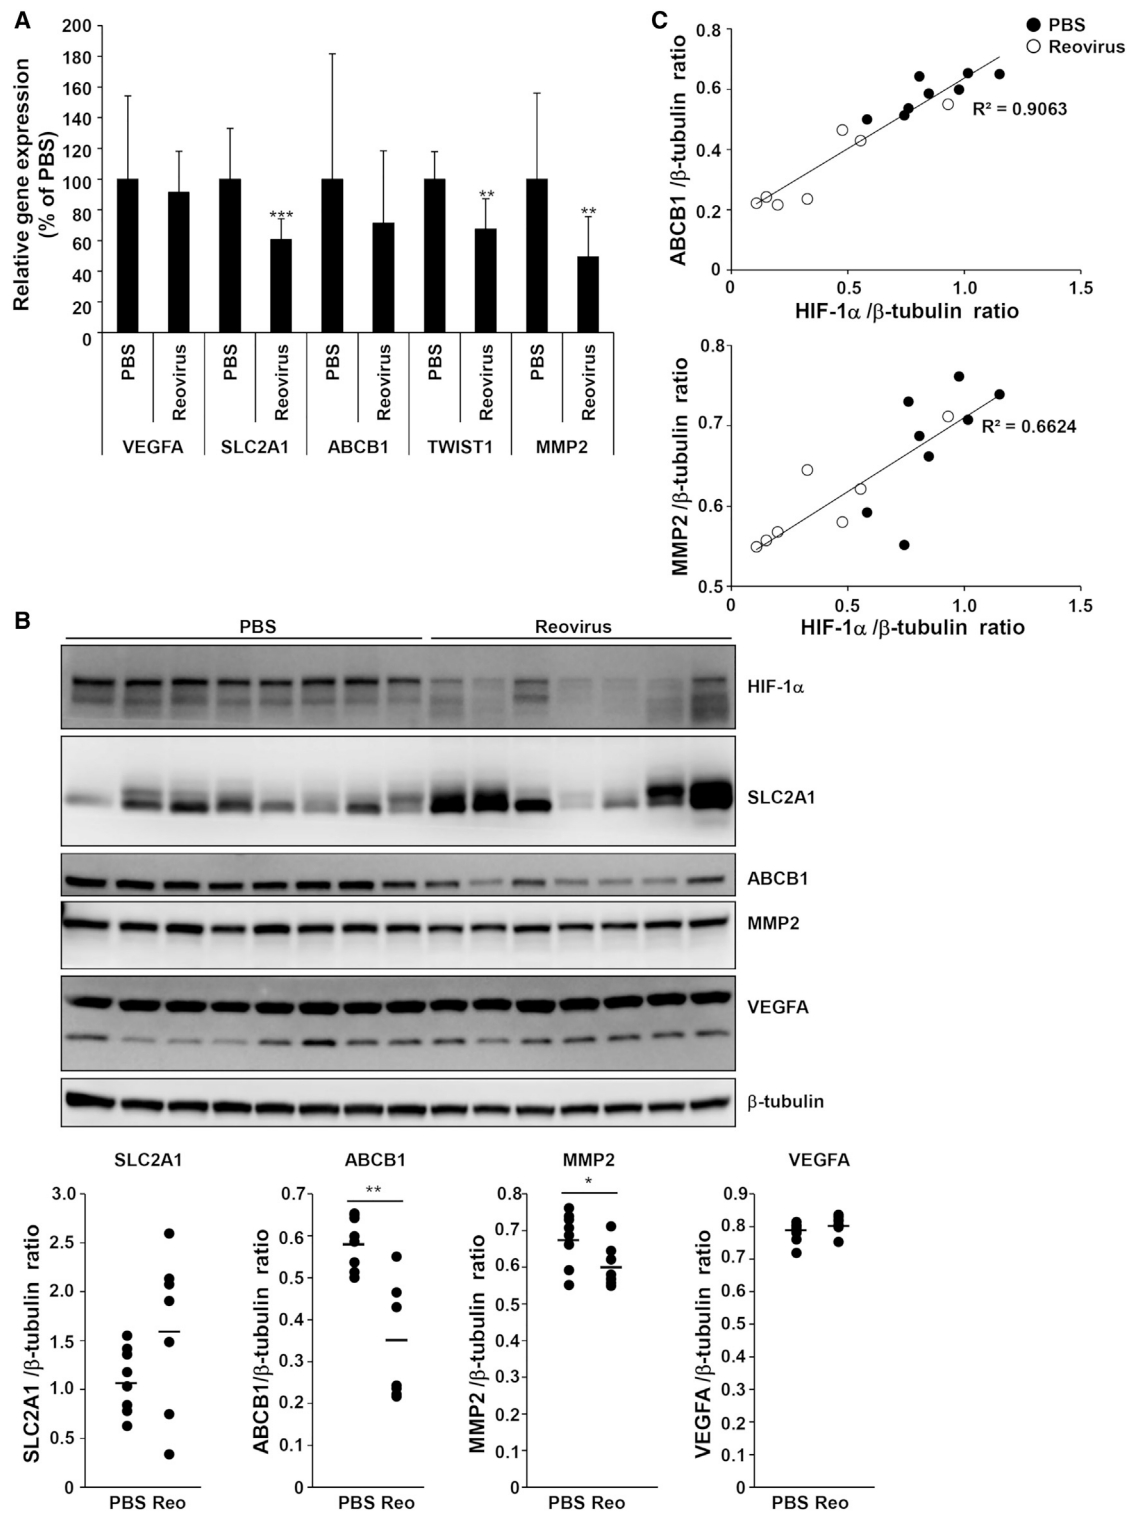 A
Relative gene expression
(% of PBS)
200
180
160
140
120
100
80
60
40
20
0
***
**
**
PBS
Reovirus
PBS
Reovirus
PBS
Reovirus
PBS
Reovirus
PBS
Reovirus
VEGFA
SLC2A1
ABCB1
TWIST1
MMP2
C
PBS
Reovirus
ABCB1 /β-tubulin ratio
0.8
0.6
0.4
0.2
0
R² = 0.9063
0
0.5
1.0
1.5
HIF-1α /β-tubulin ratio
MMP2 /β-tubulin ratio
0.8
0.7
0.6
0.5
R² = 0.6624
0
0.5
1.0
1.5
HIF-1α /β-tubulin ratio
B
PBS
Reovirus
HIF-1α
SLC2A1
ABCB1
MMP2
VEGFA
β-tubulin
SLC2A1
SLC2A1 /β-tubulin ratio
3.0
2.5
2.0
1.5
1.0
0.5
0
PBS Reo
ABCB1
**
ABCB1/β-tubulin ratio
0.7
0.6
0.5
0.4
0.3
0.2
0.1
0
PBS Reo
MMP2
*
MMP2 /β-tubulin ratio
0.8
0.7
0.6
0.5
0.4
0.3
0.2
0.1
0
PBS Reo
VEGFA
VEGFA /β-tubulin ratio
0.9
0.8
0.7
0.6
0.5
0.4
0.3
0.2
0.1
0
PBS Reo